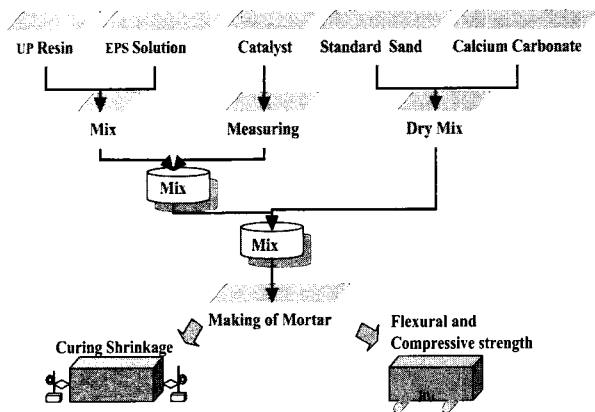 UP Resin
EPS Solution
Catalyst
Standard Sand
Calcium Carbonate
Mix
Measuring
Dry Mix
Mix
Mix
Making of Mortar
Curing Shrinkage
Flexural and
Compressive strength